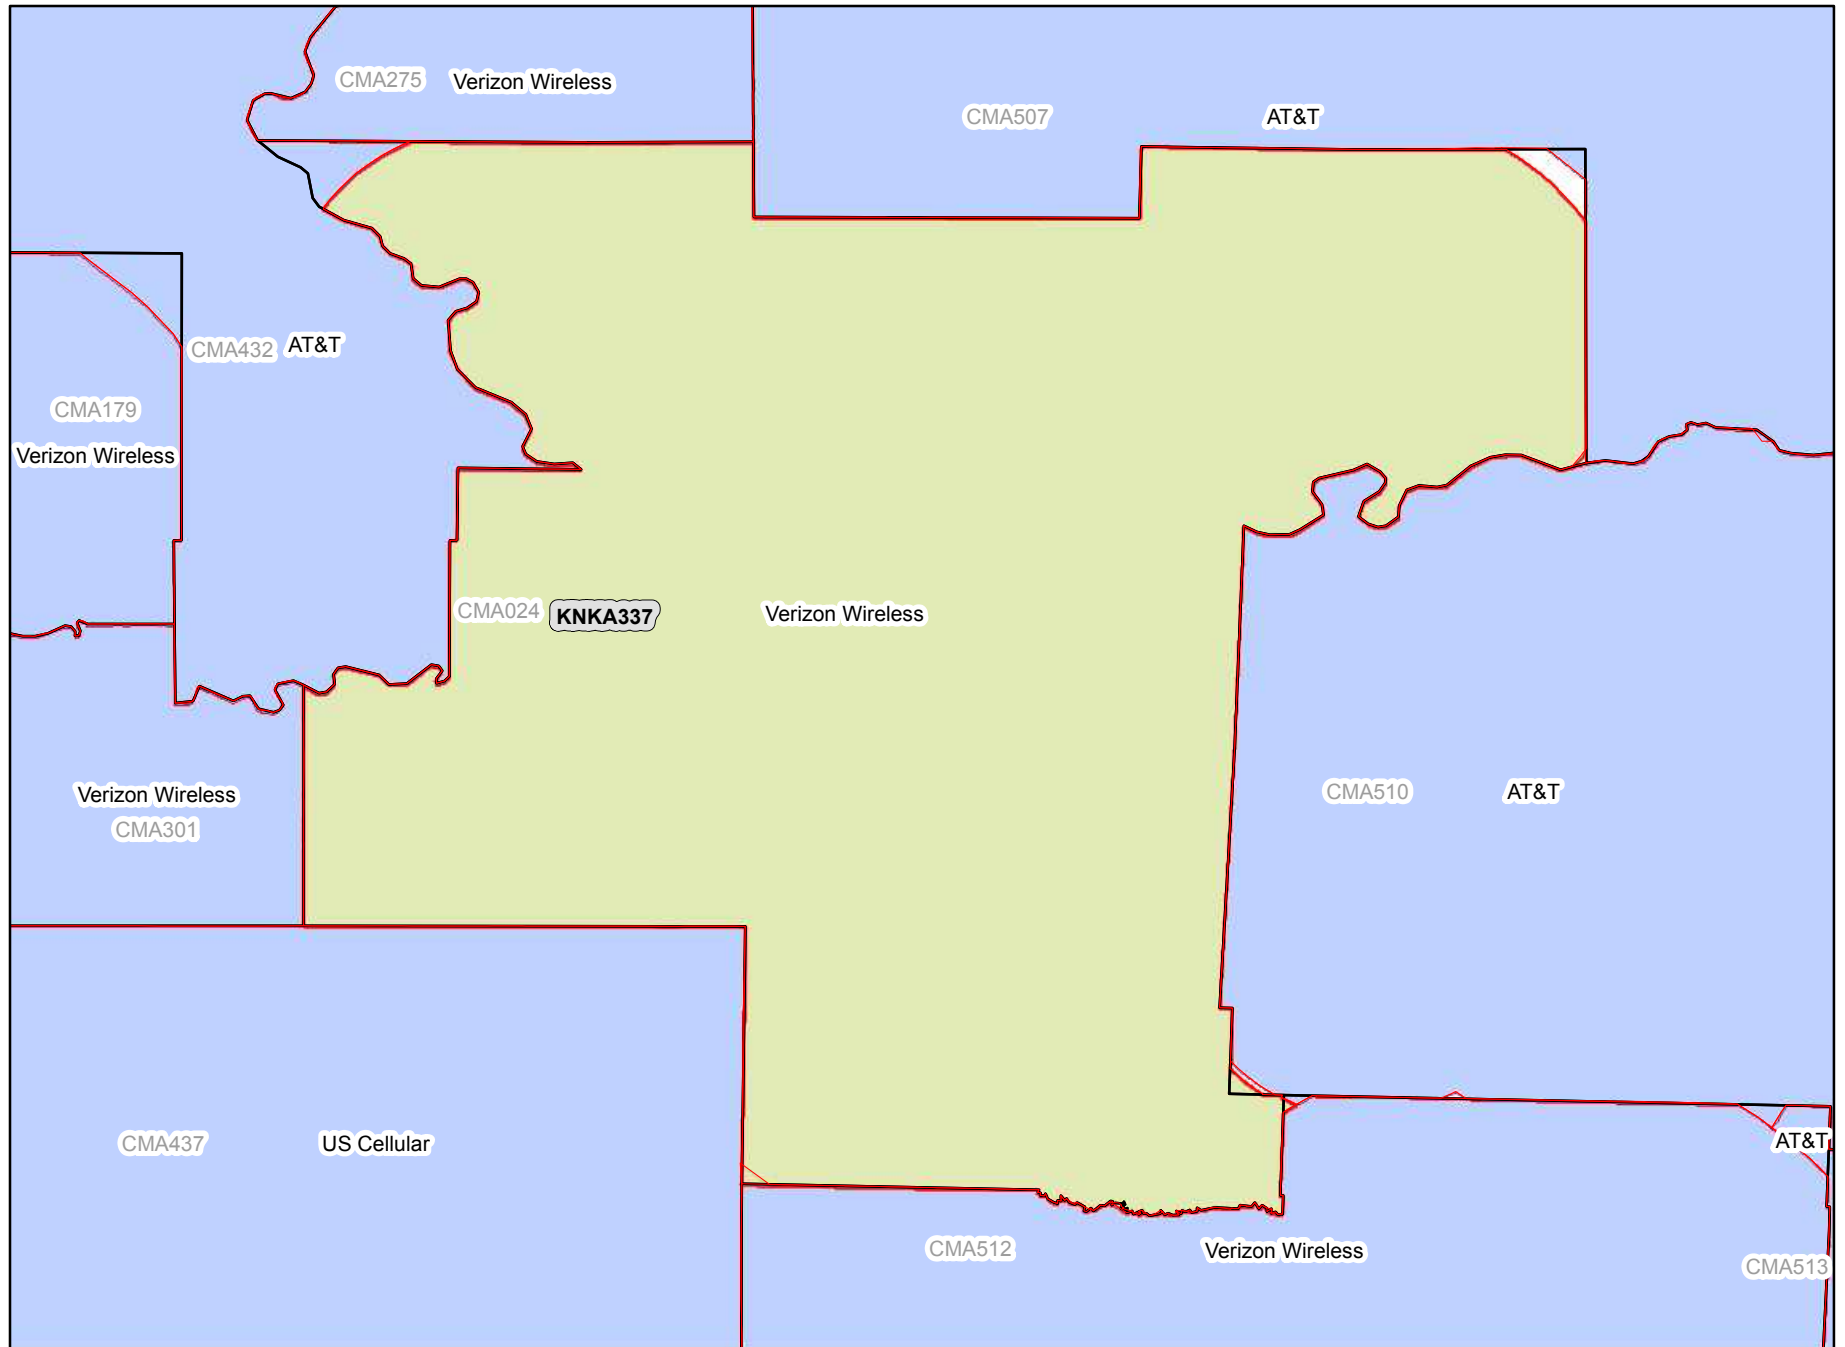 CMA275 Verizon Wireless
CMA507 AT&T
CMA432 AT&T
CMA179
Verizon Wireless
CMA024 KNKA337 Verizon Wireless
Verizon Wireless
CMA301
CMA510 AT&T
CMA437 US Cellular
AT&T
CMA512 Verizon Wireless
CMA513